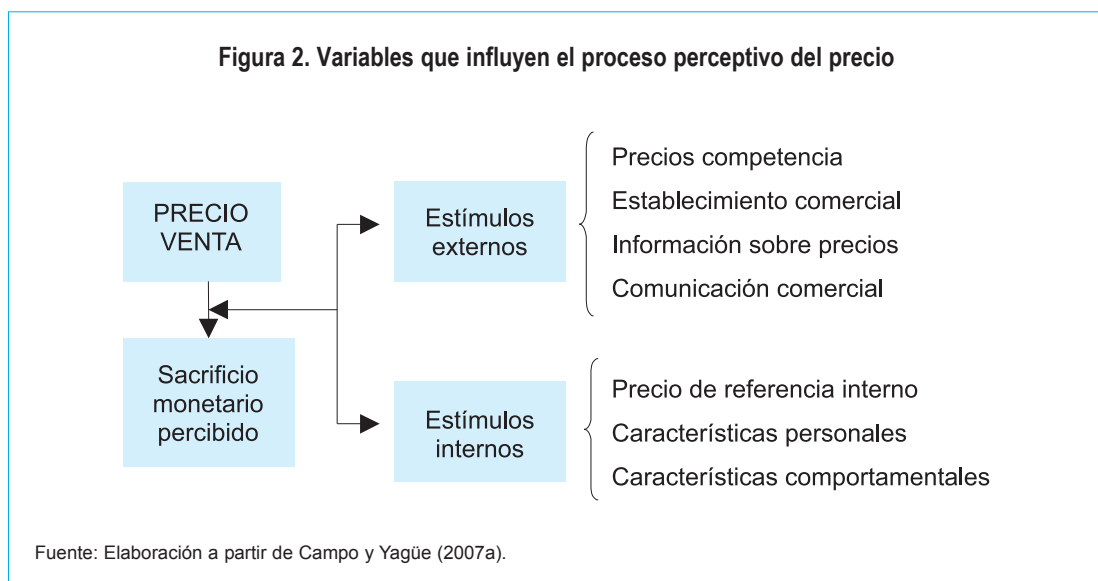 Figura 2. Variables que influyen el proceso perceptivo del precio
PRECIO
VENTA
Sacrificio
monetario
percibido
Estímulos
externos
Precios competencia
Establecimiento comercial
Información sobre precios
Comunicación comercial
Estímulos
internos
Precio de referencia interno
Características personales
Características comportamentales
Fuente: Elaboración a partir de Campo y Yagüe (2007a).